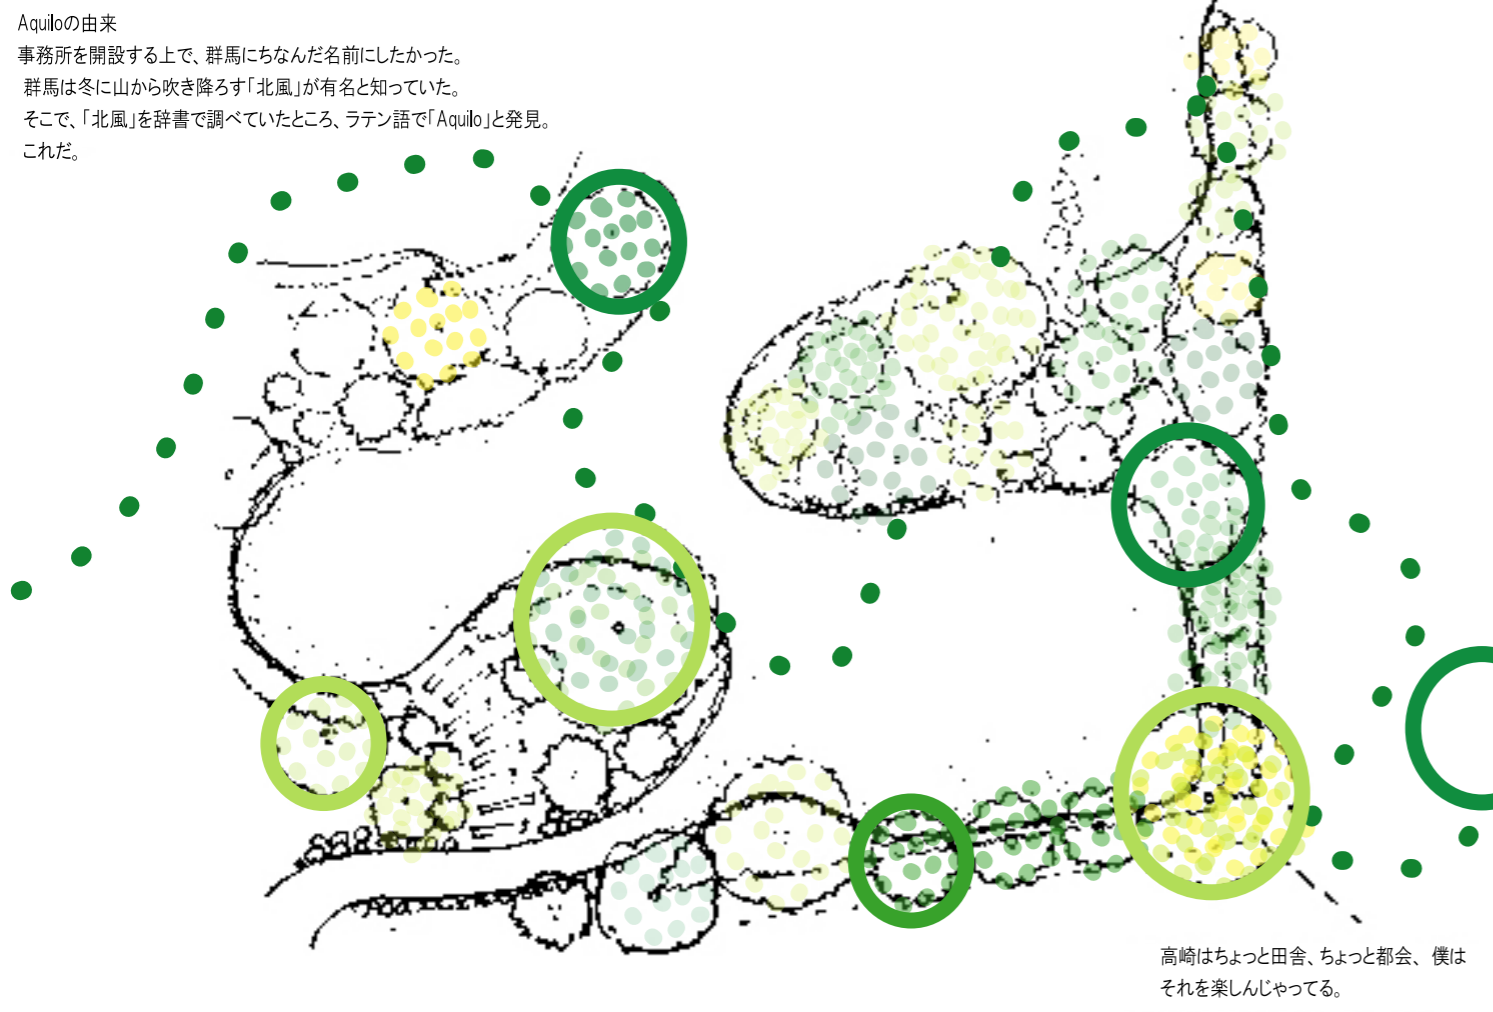 Aquiloの由来
事務所を開設する上で、群馬にちなんだ名前にしたかった。
群馬は冬に山から吹き降ろす「北風」が有名と知っていた。
そこで、「北風」を辞書で調べていたところ、ラテン語で「Aquilo」と発見。
これだ。
高崎はちょっと田舎、ちょっと都会、僕は
それを楽しんじゃってる。